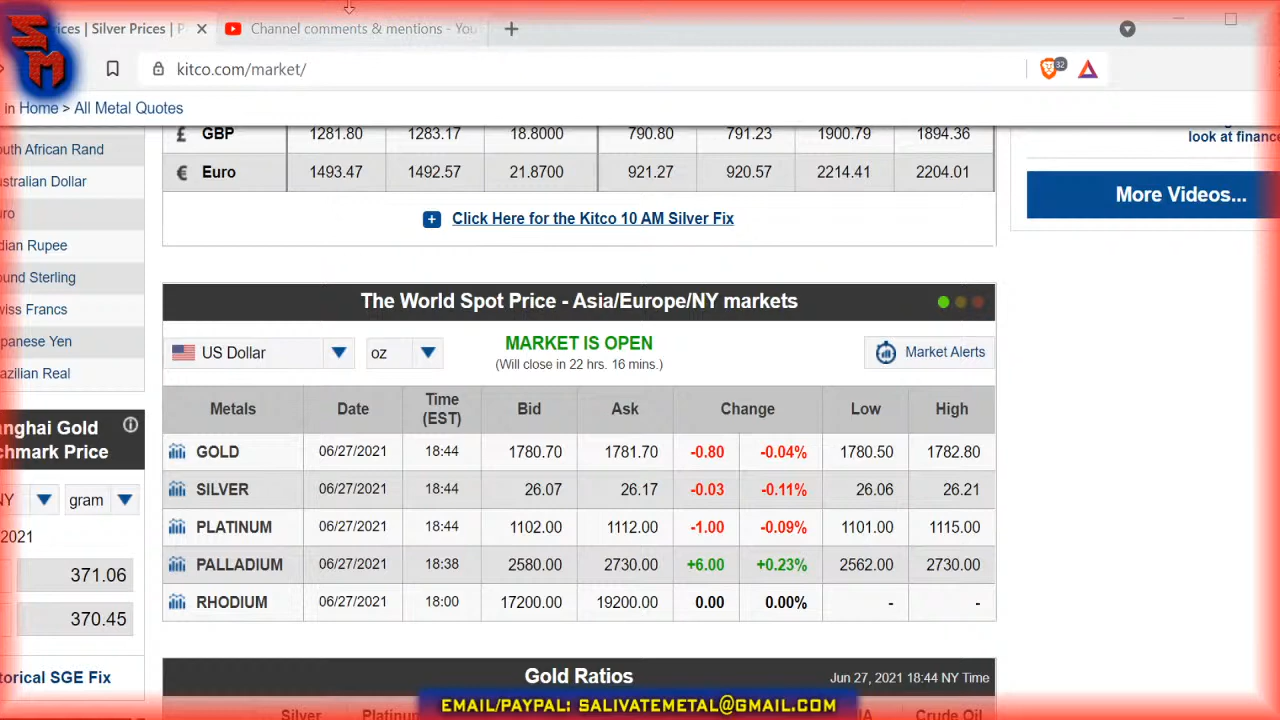 SM
ices | Silver Prices | P
Channel comments & mentions - You
kitco.com/market/
32
in Home > All Metal Quotes
outh African Rand
ustralian Dollar
uro
dian Rupee
ound Sterling
wiss Francs
panese Yen
azilian Real
£ GBP 1281.80 1283.17 18.8000 790.80 791.23 1900.79 1894.36
€ Euro 1493.47 1492.57 21.8700 921.27 920.57 2214.41 2204.01
Click Here for the Kitco 10 AM Silver Fix
look at finance
More Videos...
The World Spot Price - Asia/Europe/NY markets
US Dollar oz
MARKET IS OPEN
(Will close in 22 hrs. 16 mins.)
Market Alerts
Metals Date Time (EST) Bid Ask Change Low High
GOLD 06/27/2021 18:44 1780.70 1781.70 -0.80 -0.04% 1780.50 1782.80
SILVER 06/27/2021 18:44 26.07 26.17 -0.03 -0.11% 26.06 26.21
PLATINUM 06/27/2021 18:44 1102.00 1112.00 -1.00 -0.09% 1101.00 1115.00
PALLADIUM 06/27/2021 18:38 2580.00 2730.00 +6.00 +0.23% 2562.00 2730.00
RHODIUM 06/27/2021 18:00 17200.00 19200.00 0.00 0.00% - -
anghai Gold
chmark Price
NY gram
2021
371.06
370.45
torical SGE Fix
Gold Ratios
Jun 27, 2021 18:44 NY Time
Silver Platinum Crude Oil
EMAIL/PAYPAL: SALIVATEMETAL@GMAIL.COM